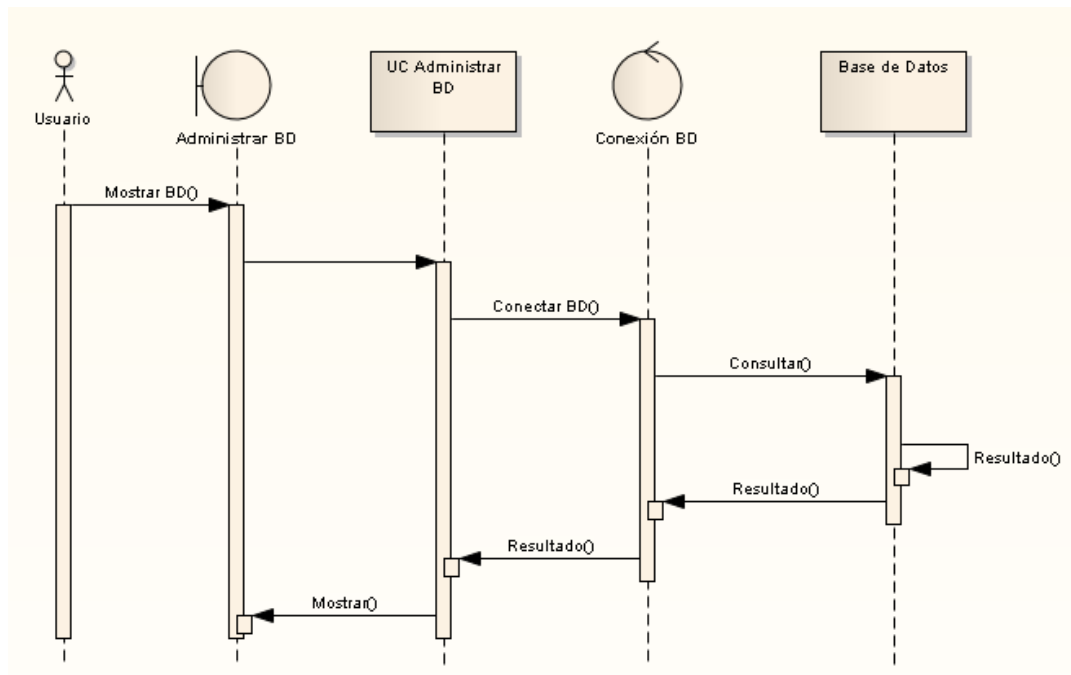 Usuario
Administrar BD
UC Administrar
BD
Conexión BD
Base de Datos
Mostrar BD()
Conectar BD()
Consultar()
Resultado()
Resultado()
Resultado()
Mostrar()